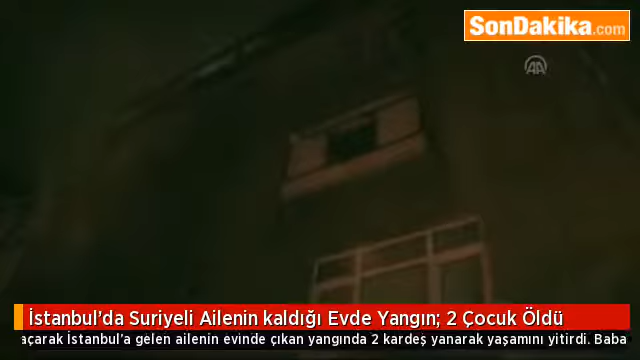 SonDakika.com
AA
İstanbul'da Suriyeli Ailenin kaldığı Evde Yangın; 2 Çocuk Öldü
açarak İstanbul'a gelen ailenin evinde çıkan yangında 2 kardeş yanarak yaşamını yitirdi. Baba